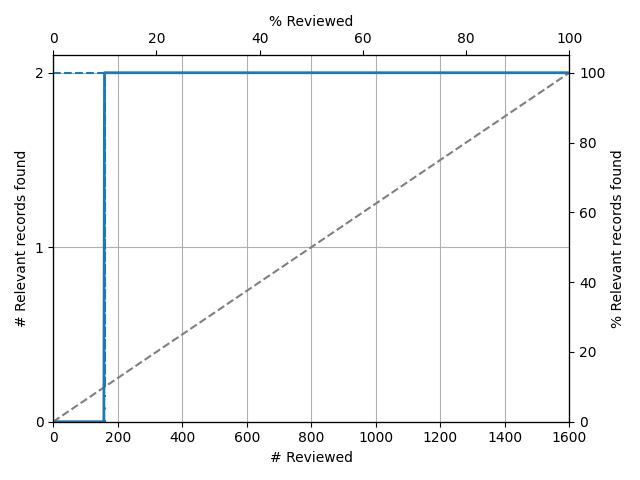 % Reviewed
0 20 40 60 80 100
2 100
80
60
1
40
20
0 0
0 200 400 600 800 1000 1200 1400 1600
# Reviewed
# Relevant records found
% Relevant records found